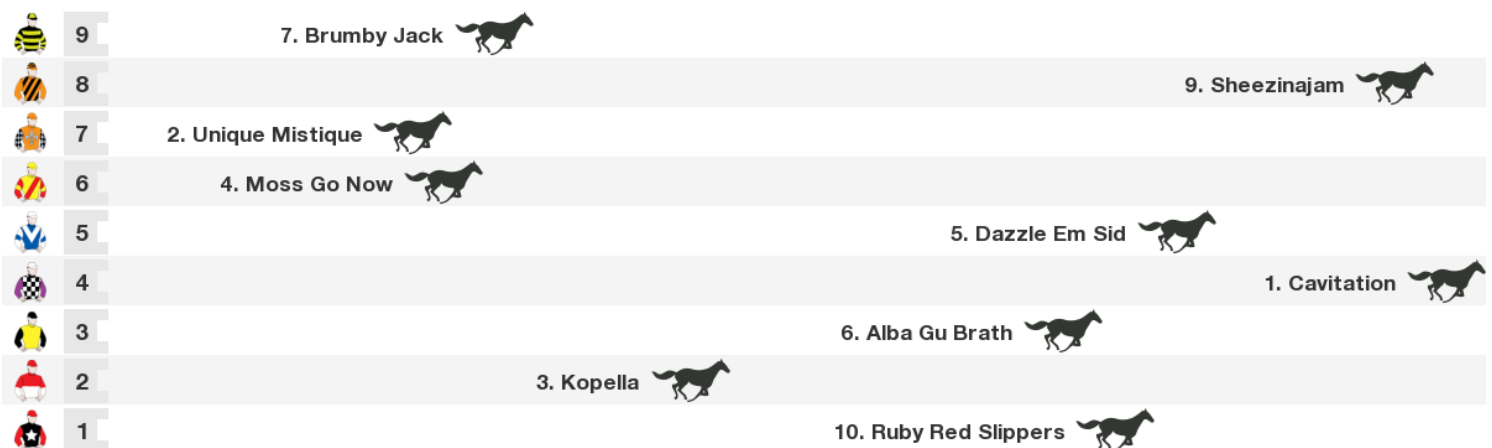 9 7. Brumby Jack
8 9. Sheezinajam
7 2. Unique Mistique
6 4. Moss Go Now
5 5. Dazzle Em Sid
4 1. Cavitation
3 6. Alba Gu Brath
2 3. Kopella
1 10. Ruby Red Slippers